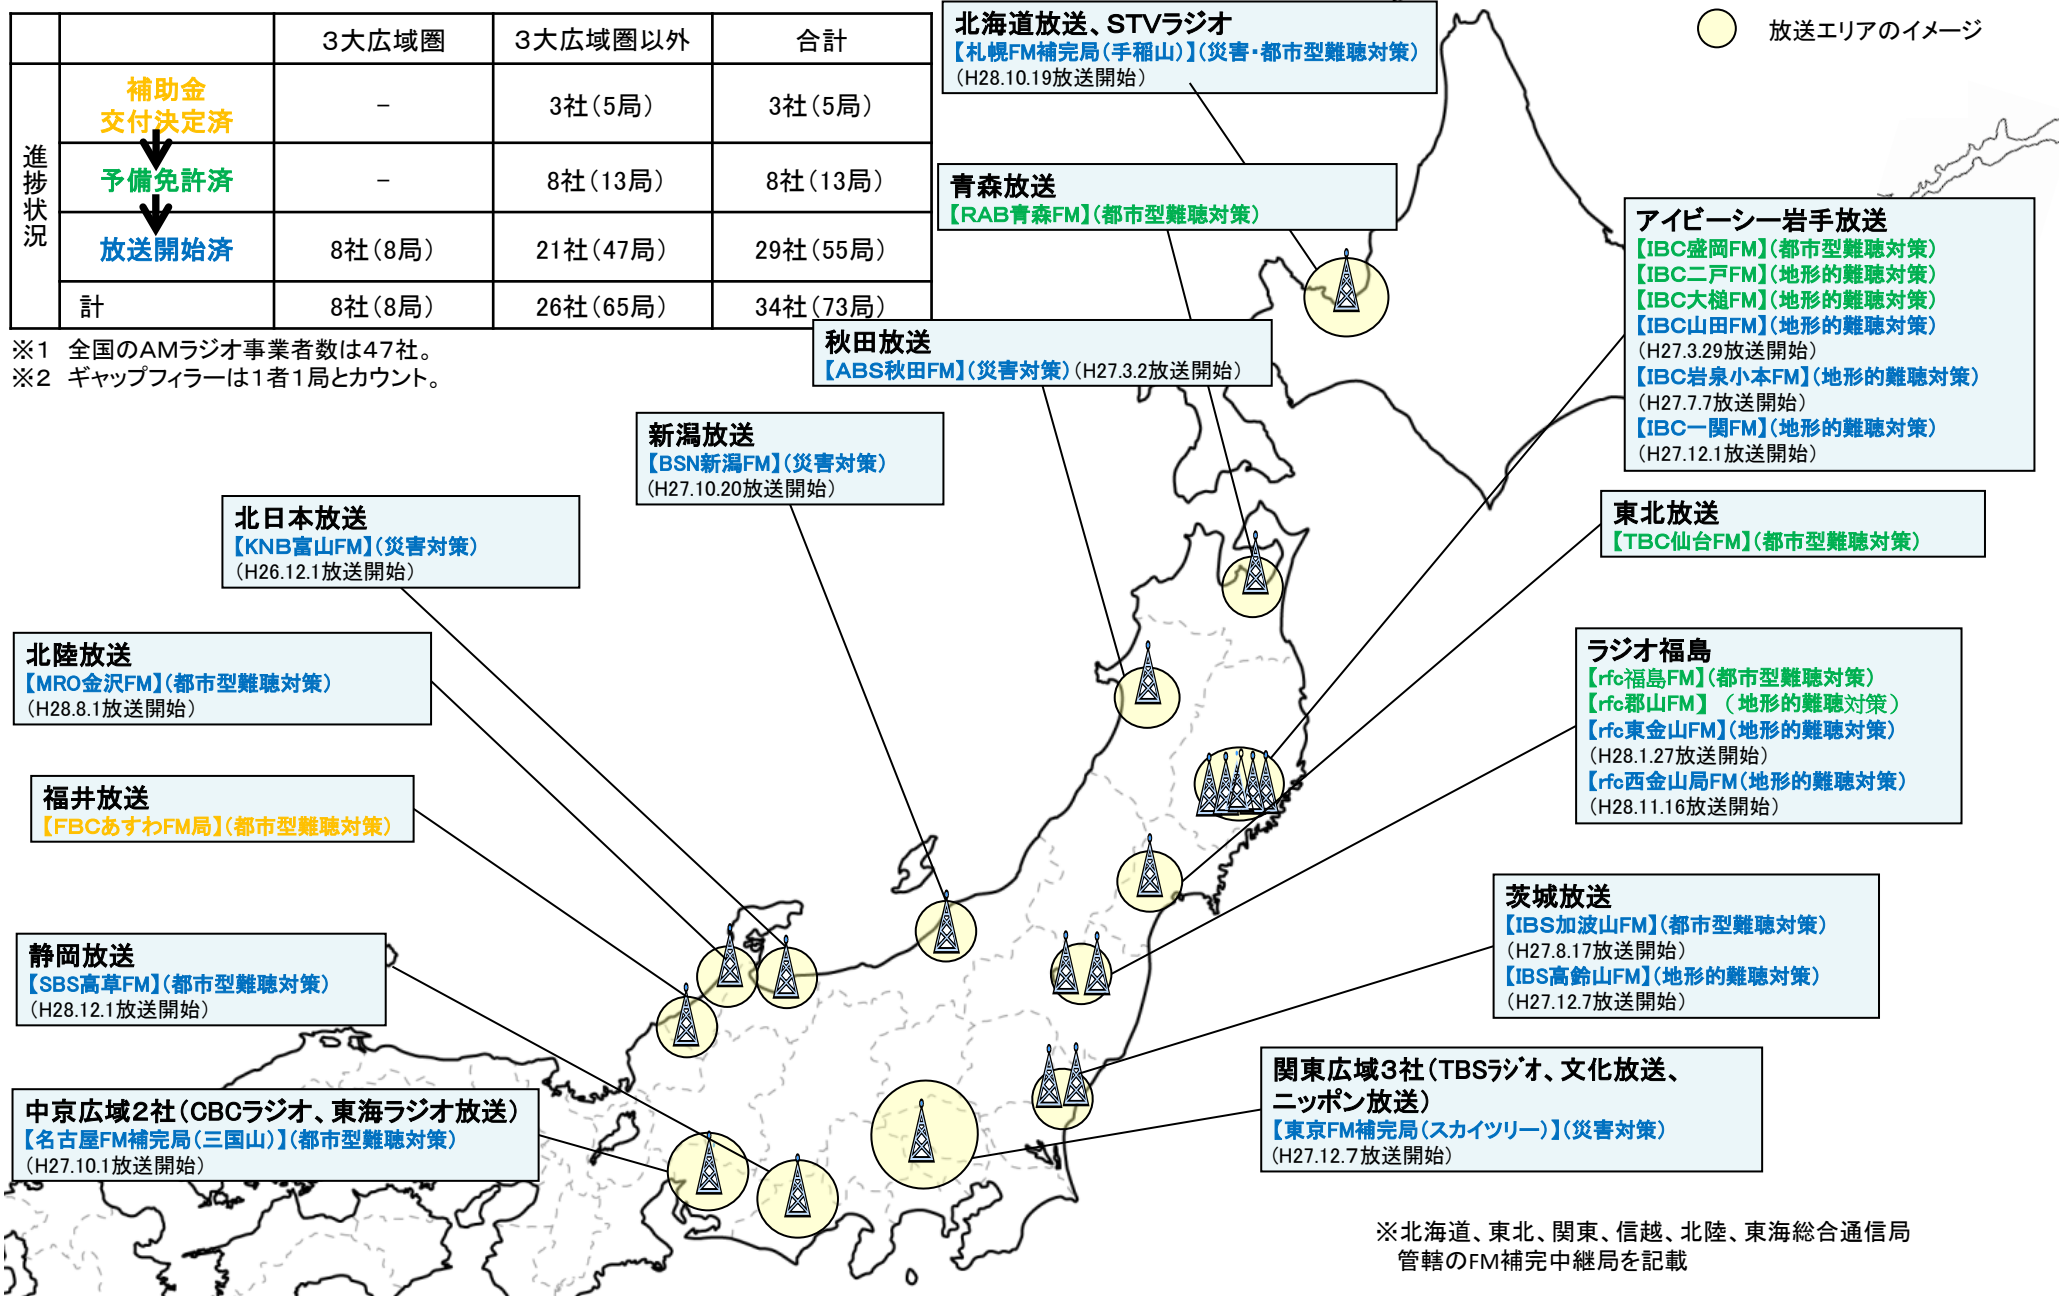 3大広域圏 3大広域圏以外 合計
進捗状況
補助金
交付決定済 － 3社(5局) 3社(5局)
予備免許済 － 8社(13局) 8社(13局)
放送開始済 8社(8局) 21社(47局) 29社(55局)
計 8社(8局) 26社(65局) 34社(73局)
※1 全国のAMラジオ事業者数は47社。
※2 ギャップフィラーは1者1局とカウント。
放送エリアのイメージ
北海道放送、STVラジオ
【札幌FM補完局(手稲山)】(災害・都市型難聴対策)
(H28.10.19放送開始)
青森放送
【RAB青森FM】(都市型難聴対策)
アイビーシー岩手放送
【IBC盛岡FM】(都市型難聴対策)
【IBC二戸FM】(地形的難聴対策)
【IBC大槌FM】(地形的難聴対策)
【IBC山田FM】(地形的難聴対策)
(H27.3.29放送開始)
【IBC岩泉小本FM】(地形的難聴対策)
(H27.7.7放送開始)
【IBC一関FM】(地形的難聴対策)
(H27.12.1放送開始)
秋田放送
【ABS秋田FM】(災害対策)(H27.3.2放送開始)
新潟放送
【BSN新潟FM】(災害対策)
(H27.10.20放送開始)
北日本放送
【KNB富山FM】(災害対策)
(H26.12.1放送開始)
東北放送
【TBC仙台FM】(都市型難聴対策)
北陸放送
【MRO金沢FM】(都市型難聴対策)
(H28.8.1放送開始)
ラジオ福島
【rfc福島FM】(都市型難聴対策)
【rfc郡山FM】 (地形的難聴対策)
【rfc東金山FM】(地形的難聴対策)
(H28.1.27放送開始)
【rfc西金山局FM(地形的難聴対策)
(H28.11.16放送開始)
福井放送
【FBCあすわFM局】(都市型難聴対策)
茨城放送
【IBS加波山FM】(都市型難聴対策)
(H27.8.17放送開始)
【IBS高鈴山FM】(地形的難聴対策)
(H27.12.7放送開始)
静岡放送
【SBS高草FM】(都市型難聴対策)
(H28.12.1放送開始)
関東広域3社(TBSラジオ、文化放送、
ニッポン放送)
【東京FM補完局(スカイツリー)】(災害対策)
(H27.12.7放送開始)
中京広域2社(CBCラジオ、東海ラジオ放送)
【名古屋FM補完局(三国山)】(都市型難聴対策)
(H27.10.1放送開始)
※北海道、東北、関東、信越、北陸、東海総合通信局
管轄のFM補完中継局を記載